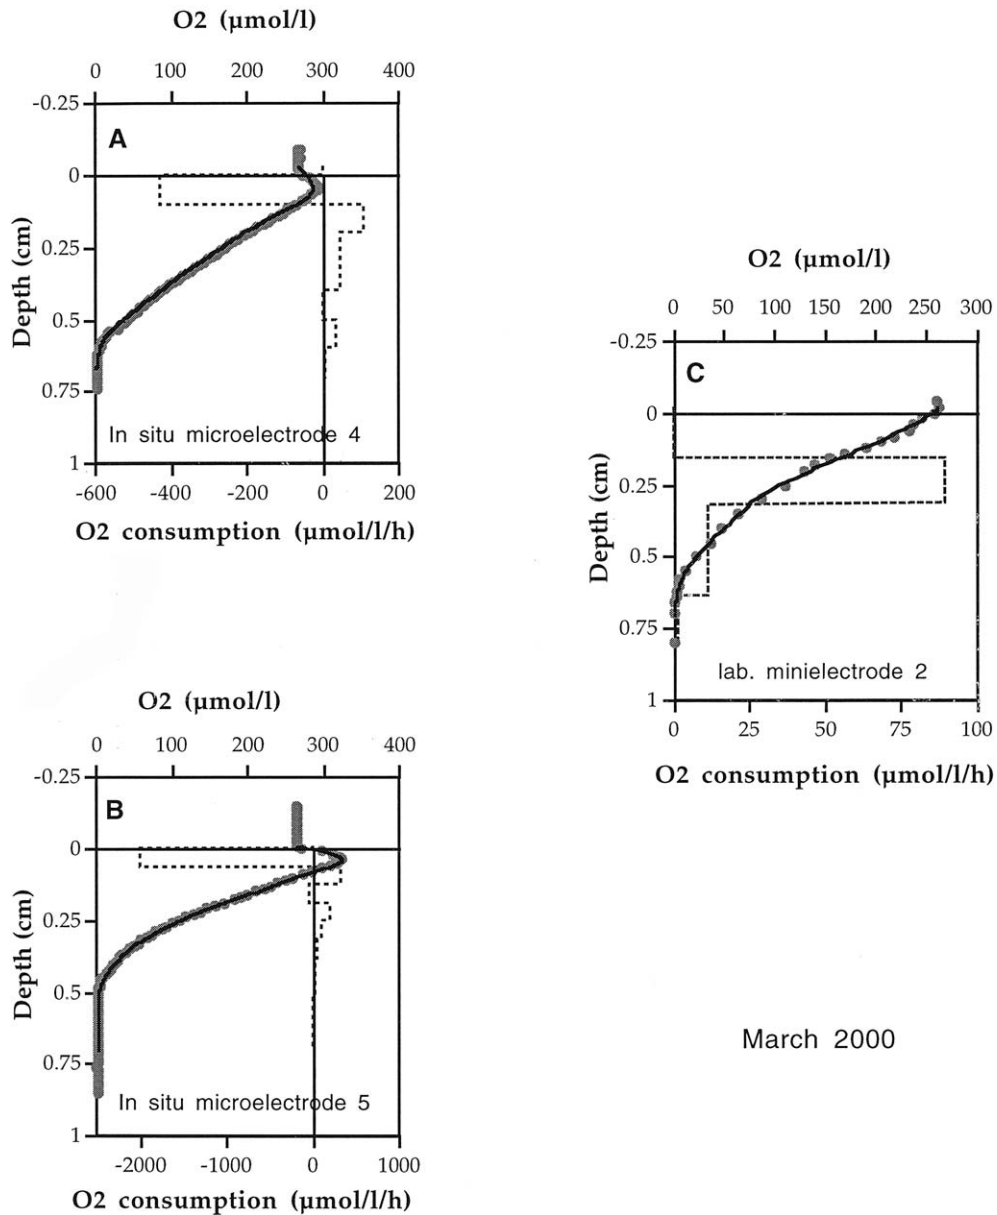 O2 (µmol/l)
0 100 200 300 400
-0.25
A
0
0.25
Depth (cm)
0.5
0.75
In situ microelectrode 4
1
-600 -400 -200 0 200
O2 consumption (µmol/l/h)
O2 (µmol/l)
0 50 100 150 200 250 300
-0.25
C
0
0.25
Depth (cm)
0.5
0.75
lab. minielectrode 2
1
0 25 50 75 100
O2 consumption (µmol/l/h)
O2 (µmol/l)
0 100 200 300 400
-0.25
B
0
0.25
Depth (cm)
0.5
0.75
In situ microelectrode 5
1
-2000 -1000 0 1000
O2 consumption (µmol/l/h)
March 2000